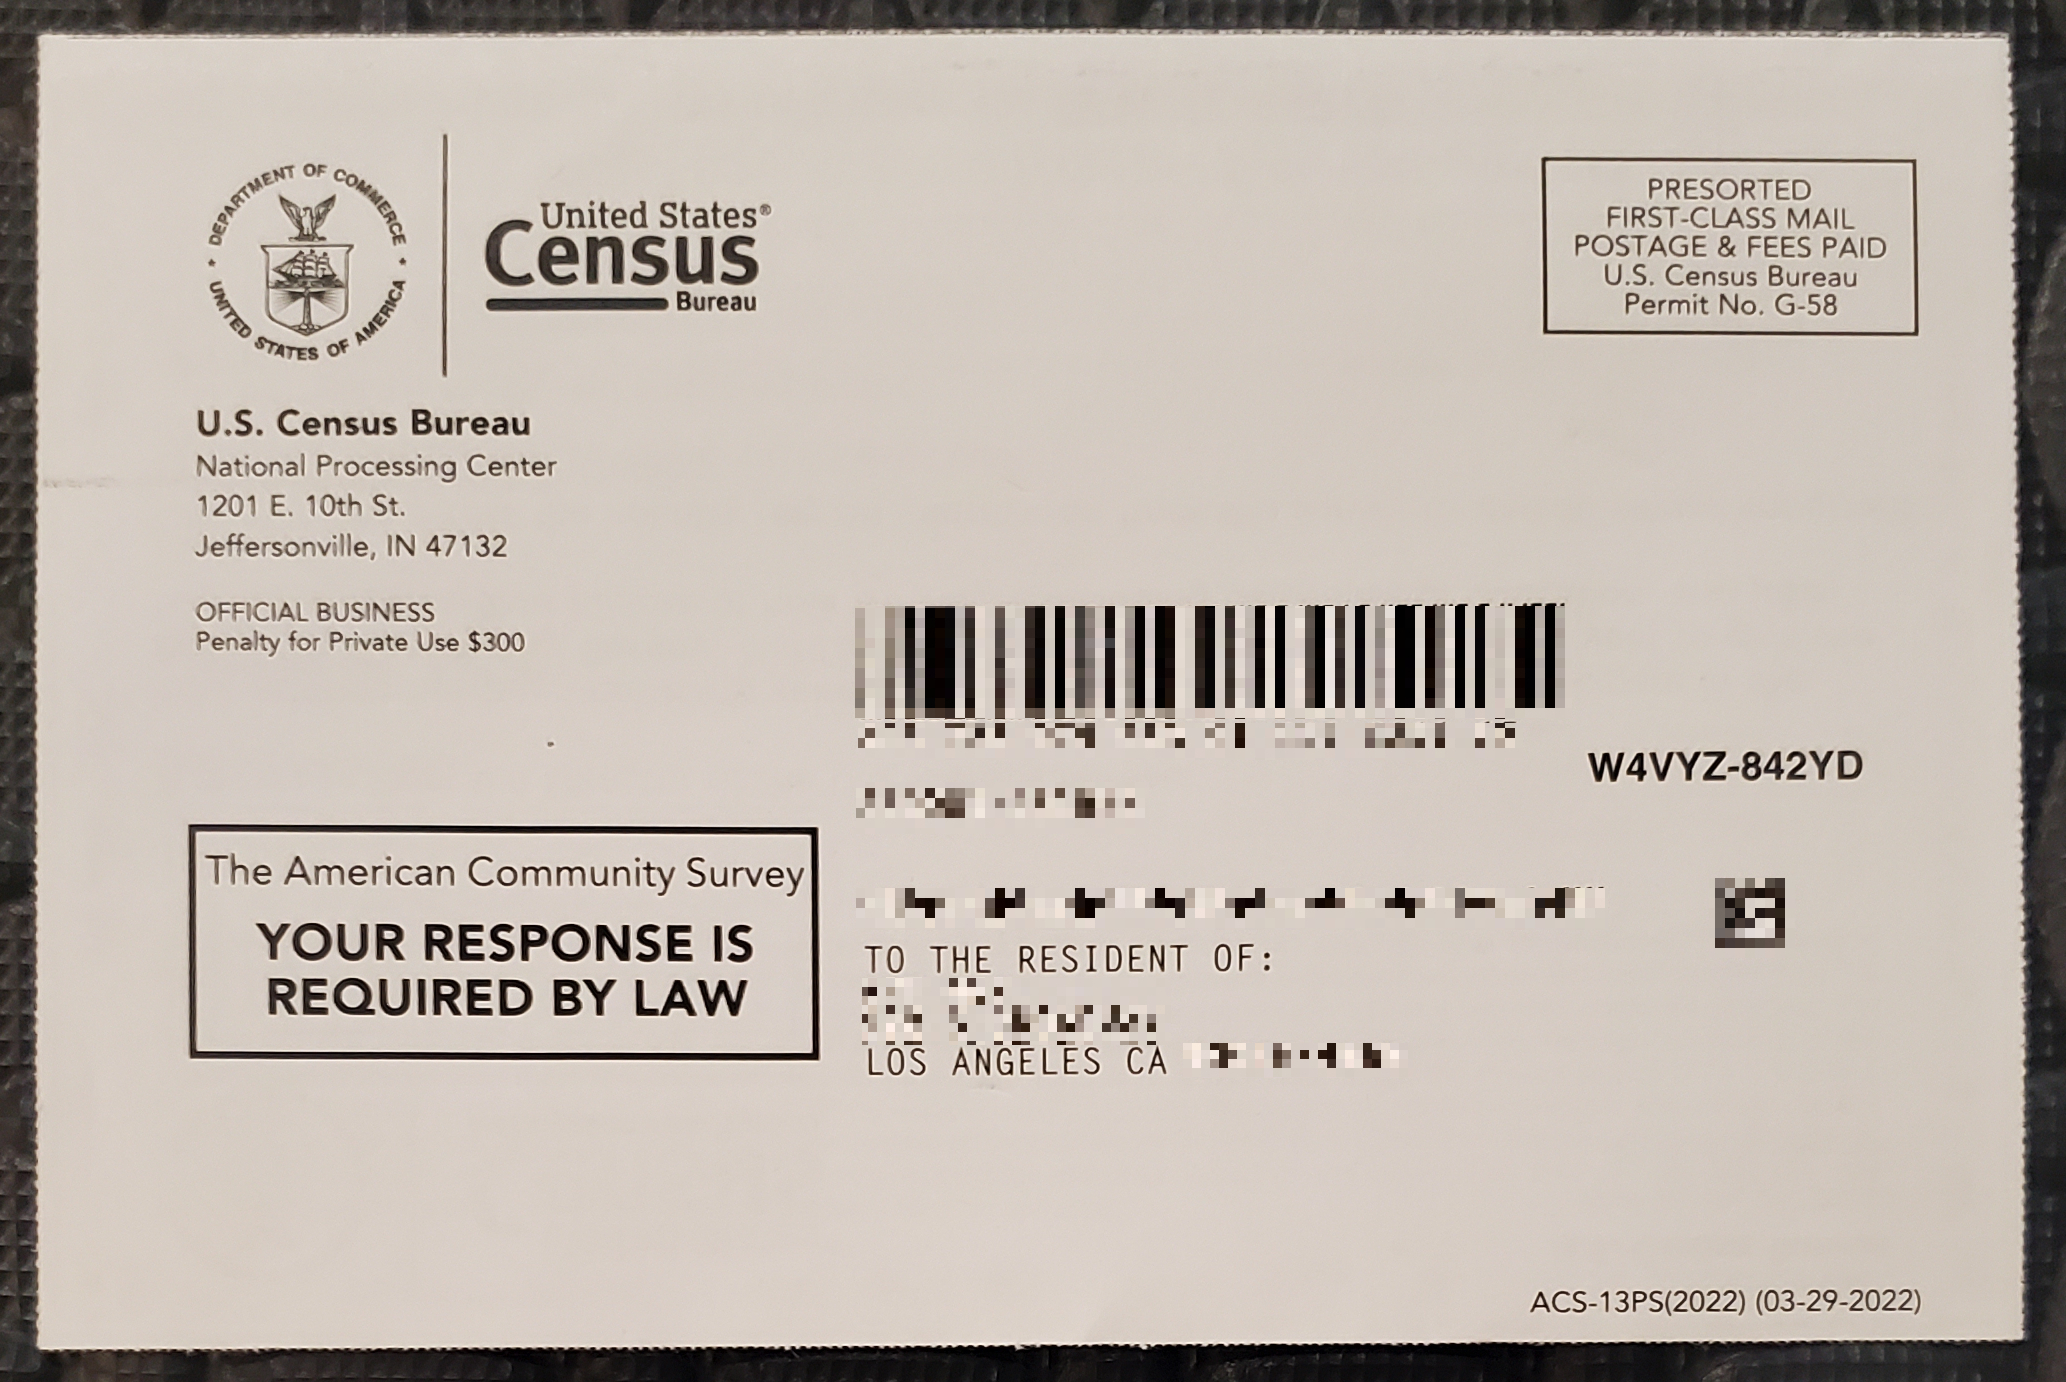 DEPARTMENT OF COMMERCE
UNITED STATES OF AMERICA
United States®
Census
Bureau
PRESORTED
FIRST-CLASS MAIL
POSTAGE & FEES PAID
U.S. Census Bureau
Permit No. G-58
U.S. Census Bureau
National Processing Center
1201 E. 10th St.
Jeffersonville, IN 47132
OFFICIAL BUSINESS
Penalty for Private Use $300
W4VYZ-842YD
The American Community Survey
YOUR RESPONSE IS
REQUIRED BY LAW
TO THE RESIDENT OF:
LOS ANGELES CA
ACS-13PS(2022) (03-29-2022)